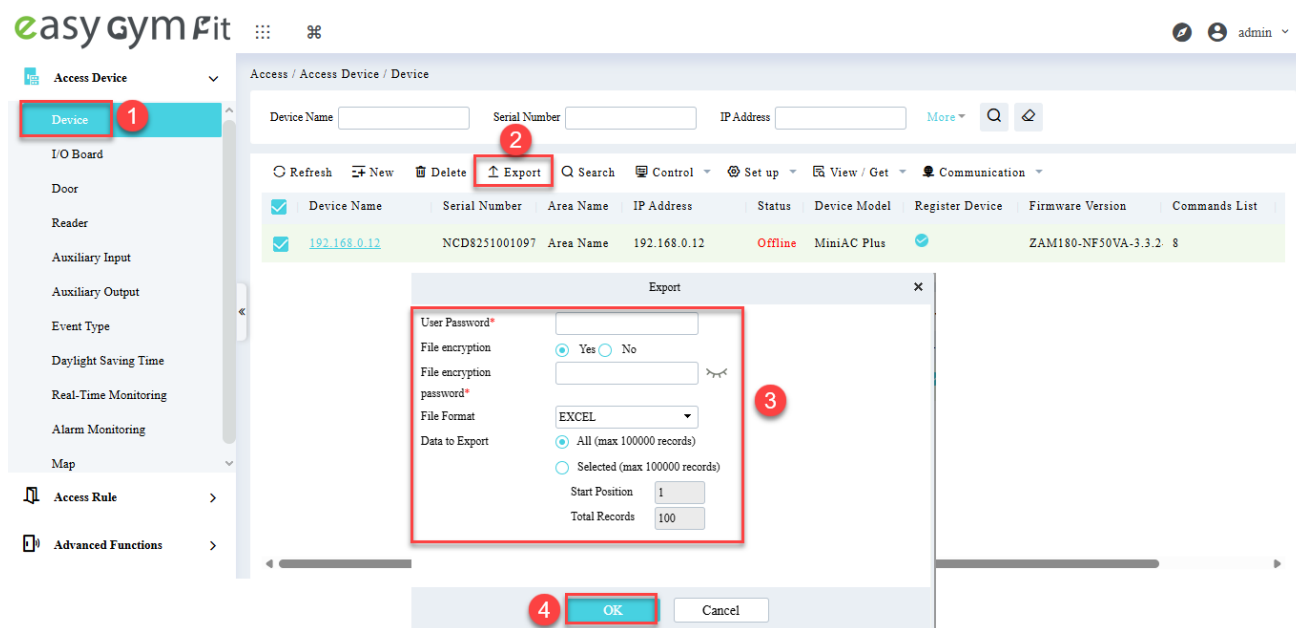 easy Gym Fit
admin
Access Device
Access / Access Device / Device
Device
1
Device Name
Serial Number
IP Address
More
2
I/O Board
Door
Reader
Auxiliary Input
Auxiliary Output
Event Type
Daylight Saving Time
Real-Time Monitoring
Alarm Monitoring
Map
Access Rule
Advanced Functions
Refresh New Delete Export Search Control Set up View / Get Communication
Device Name Serial Number Area Name IP Address Status Device Model Register Device Firmware Version Commands List
192.168.0.12 NCD8251001097 Area Name 192.168.0.12 Offline MiniAC Plus ZAM180-NF50VA-3.3.2- 8
Export
User Password*
File encryption Yes No
File encryption
password*
3
File Format EXCEL
Data to Export All (max 100000 records)
Selected (max 100000 records)
Start Position 1
Total Records 100
4
OK Cancel